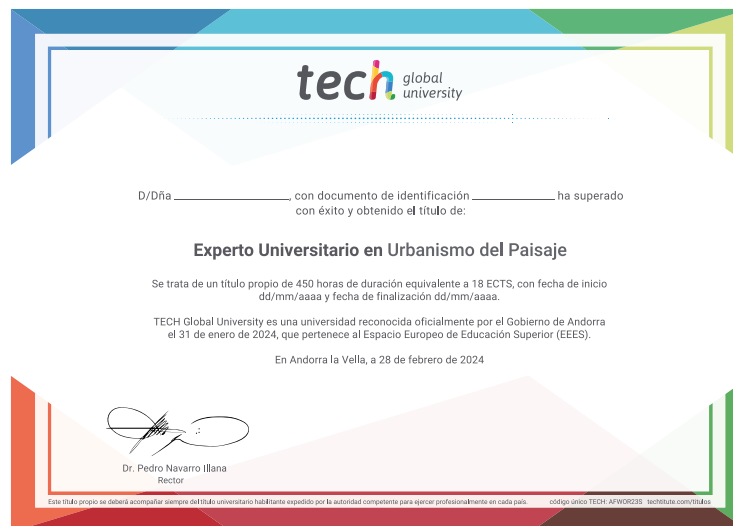 tech global university
D/Dña ______________, con documento de identificación ______________ ha superado
con éxito y obtenido el título de:
Experto Universitario en Urbanismo del Paisaje
Se trata de un título propio de 450 horas de duración equivalente a 18 ECTS, con fecha de inicio
dd/mm/aaaa y fecha de finalización dd/mm/aaaa.
TECH Global University es una universidad reconocida oficialmente por el Gobierno de Andorra
el 31 de enero de 2024, que pertenece al Espacio Europeo de Educación Superior (EEES).
En Andorra la Vella, a 28 de febrero de 2024
Dr. Pedro Navarro Illana
Rector
Este título propio se deberá acompañar siempre del título universitario habilitante expedido por la autoridad competente para ejercer profesionalmente en cada país. código único TECH: AFWOR23S techtitute.com/titulos